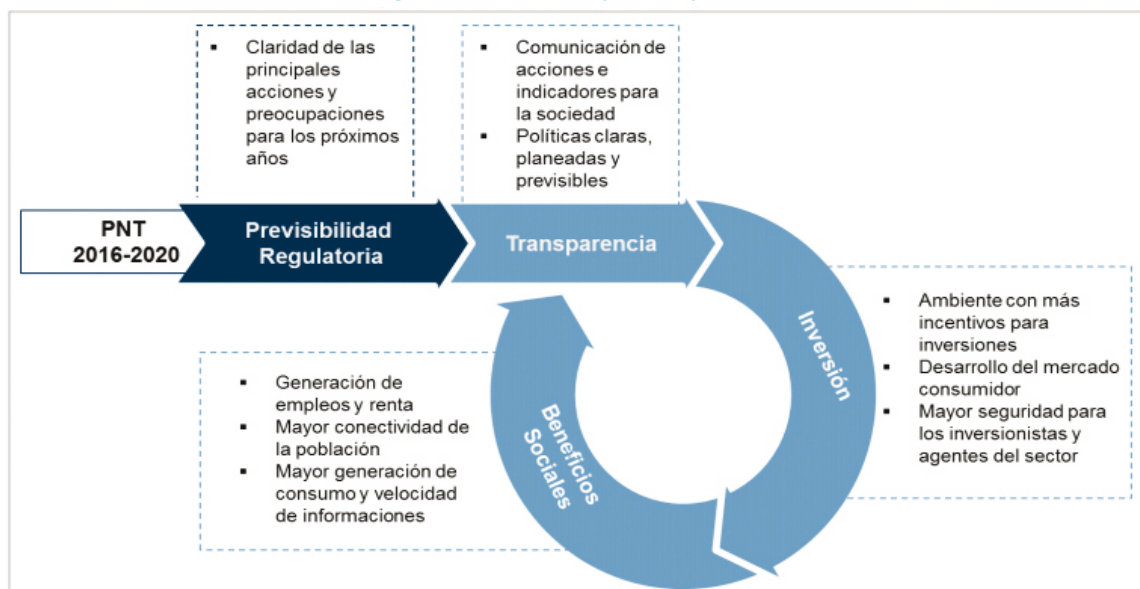 ▪ Claridad de las
principales
acciones y
preocupaciones
para los próximos
años
▪ Comunicación de
acciones e
indicadores para
la sociedad
▪ Políticas claras,
planeadas y
previsibles
PNT
2016-2020
Previsibilidad
Regulatoria
Transparencia
Inversión
▪ Ambiente con más
incentivos para
inversiones
▪ Desarrollo del mercado
consumidor
▪ Mayor seguridad para
los inversionistas y
agentes del sector
Beneficios
Sociales
▪ Generación de
empleos y renta
▪ Mayor conectividad de
la población
▪ Mayor generación de
consumo y velocidad
de informaciones